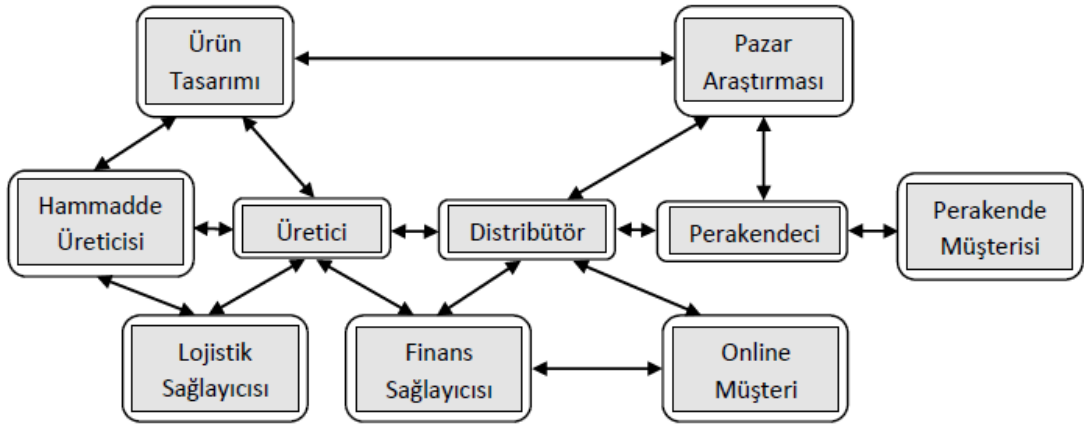 Ürün
Tasarımı
Pazar
Araştırması
Hammadde
Üreticisi
Üretici
Distribütör
Perakendeci
Perakende
Müşterisi
Lojistik
Sağlayıcısı
Finans
Sağlayıcısı
Online
Müşteri